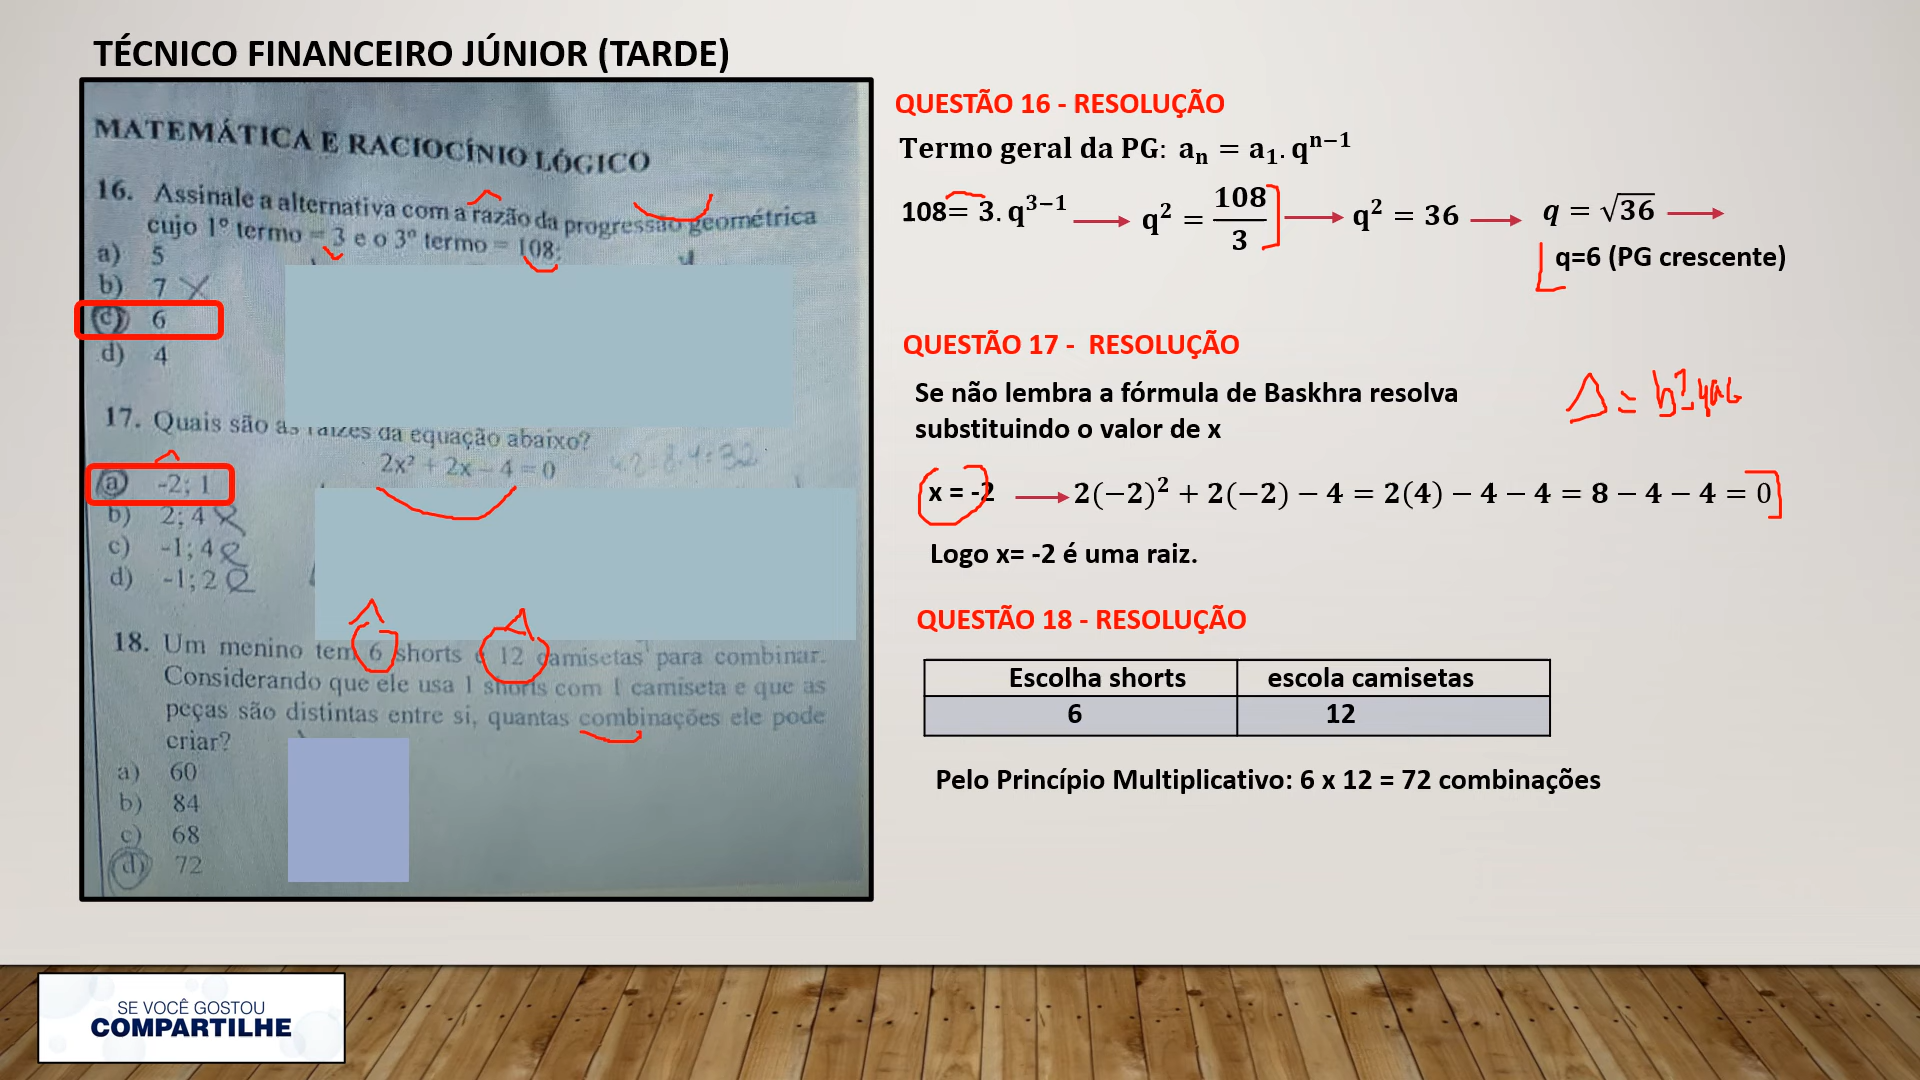 TÉCNICO FINANCEIRO JÚNIOR (TARDE)
MATEMÁTICA E RACIOCÍNIO LÓGICO
16. Assinale a alternativa com a razão da progressão geométrica
cujo 1º termo = 3 e o 3º termo = 108:
a) 5
b) 7 X
c) 6
d) 4
17. Quais são as raízes da equação abaixo?
2x² + 2x - 4 = 0
a) -2; 1
b) 2; 4
c) -1; 4
d) -1; 2
18. Um menino tem 6 shorts e 12 camisetas para combinar.
Considerando que ele usa 1 shorts com 1 camiseta e que as
peças são distintas entre si, quantas combinações ele pode
criar?
a) 60
b) 84
c) 68
d) 72
QUESTÃO 16 - RESOLUÇÃO
Termo geral da PG: aₙ = a₁. qⁿ⁻¹
108= 3. q³⁻¹ → q² = 108/3 → q² = 36 → q = √36 →
q=6 (PG crescente)
QUESTÃO 17 - RESOLUÇÃO
Se não lembra a fórmula de Baskhra resolva
substituindo o valor de x
Δ = b²-4ac
x = -2 → 2(−2)² + 2(−2) − 4 = 2(4) − 4 − 4 = 8 − 4 − 4 = 0
Logo x= -2 é uma raiz.
QUESTÃO 18 - RESOLUÇÃO
Escolha shorts escola camisetas
6 12
Pelo Princípio Multiplicativo: 6 x 12 = 72 combinações
SE VOCÊ GOSTOU
COMPARTILHE